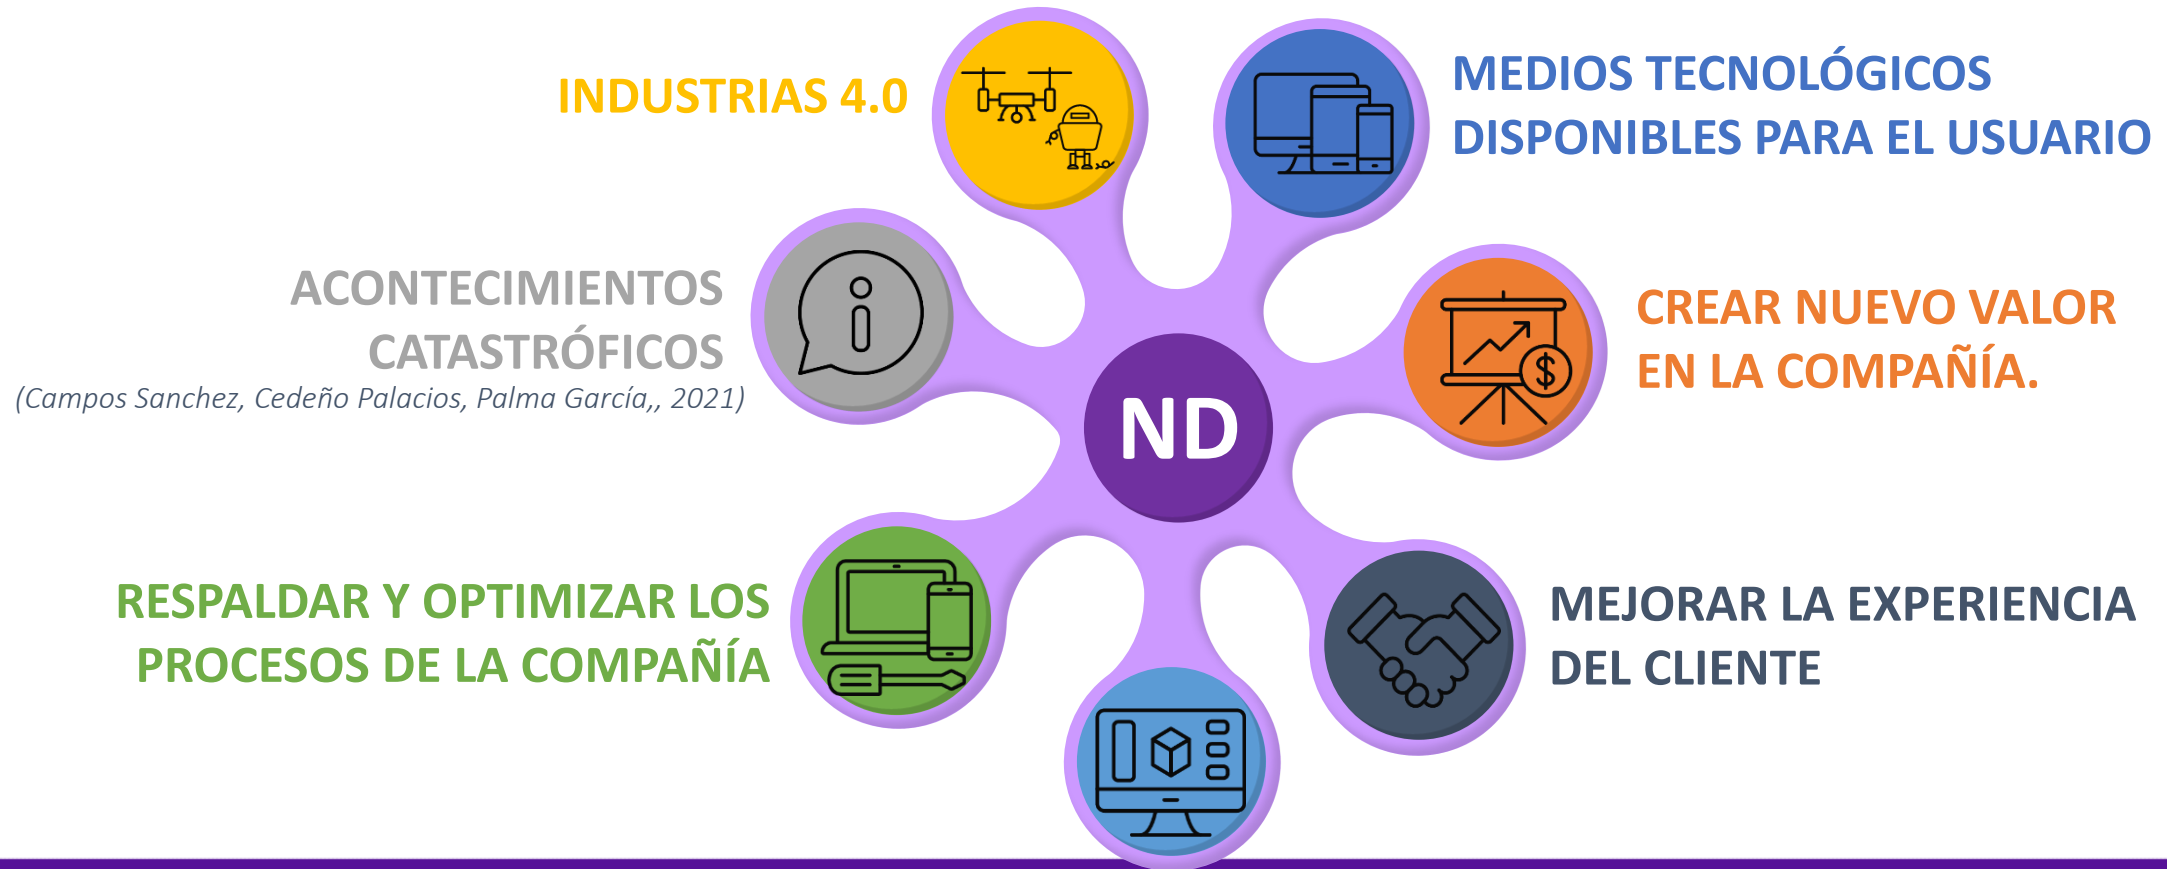 INDUSTRIAS 4.0
MEDIOS TECNOLÓGICOS
DISPONIBLES PARA EL USUARIO
ACONTECIMIENTOS
CATASTRÓFICOS
(Campos Sanchez, Cedeño Palacios, Palma García,, 2021)
CREAR NUEVO VALOR
EN LA COMPAÑÍA.
ND
RESPALDAR Y OPTIMIZAR LOS
PROCESOS DE LA COMPAÑÍA
MEJORAR LA EXPERIENCIA
DEL CLIENTE